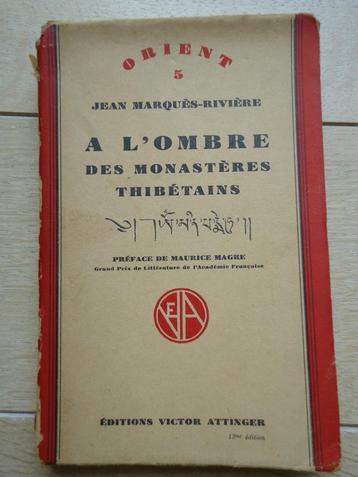 ORIENT
5
JEAN MARQUÈS-RIVIÈRE
A L'OMBRE
DES MONASTÈRES
THIBÉTAINS
PRÉFACE DE MAURICE MAGRE
Grand Prix de Littérature de l'Académie Française
ÉDITIONS VICTOR ATTINGER
édition